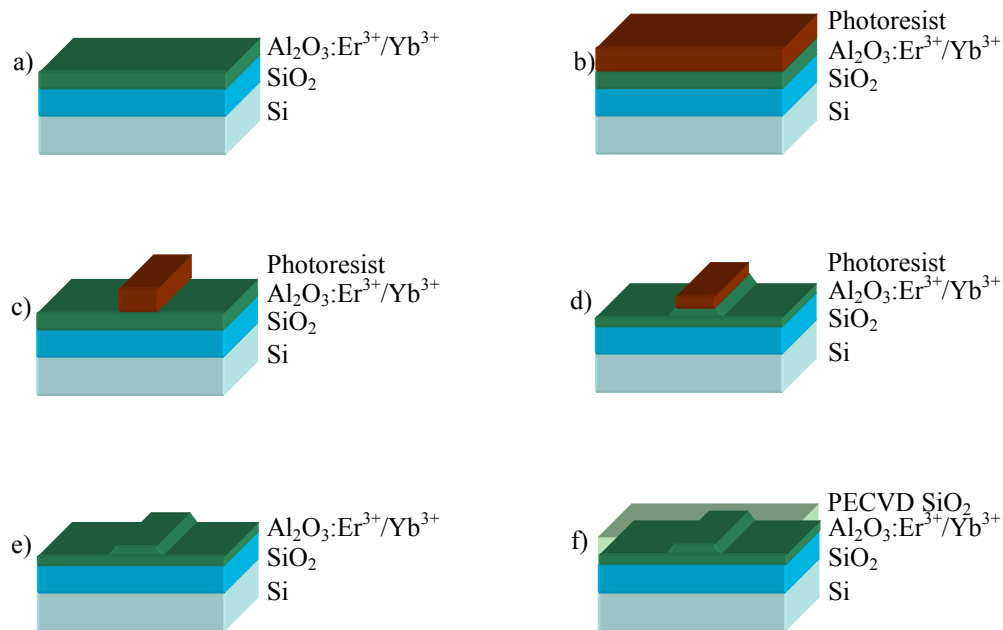 a)
Al₂O₃:Er³⁺/Yb³⁺
SiO₂
Si
b)
Photoresist
Al₂O₃:Er³⁺/Yb³⁺
SiO₂
Si
c)
Photoresist
Al₂O₃:Er³⁺/Yb³⁺
SiO₂
Si
d)
Photoresist
Al₂O₃:Er³⁺/Yb³⁺
SiO₂
Si
e)
Al₂O₃:Er³⁺/Yb³⁺
SiO₂
Si
f)
PECVD SiO₂
Al₂O₃:Er³⁺/Yb³⁺
SiO₂
Si